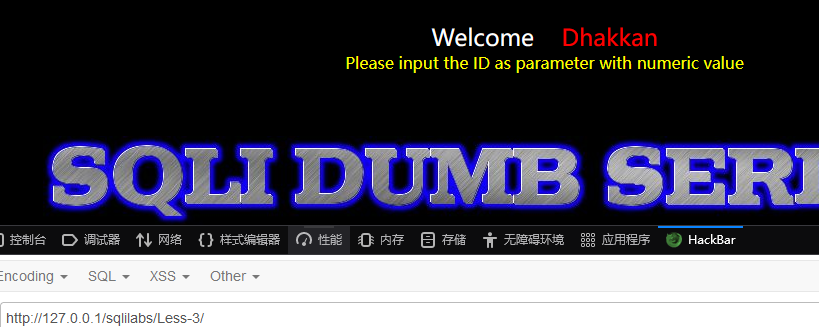 Welcome Dhakkan
Please input the ID as parameter with numeric value
SQLI DUMB SERI
控制台 调试器 网络 样式编辑器 性能 内存 存储 无障碍环境 应用程序 HackBar
Encoding SQL XSS Other
http://127.0.0.1/sqlilabs/Less-3/